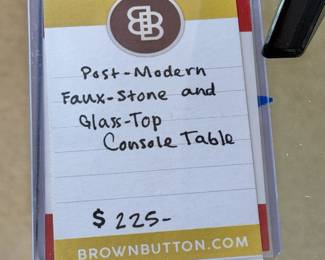 BB
Post-Modern
Faux-Stone and
Glass-Top
Console Table
$225-
BROWNBUTTON.COM